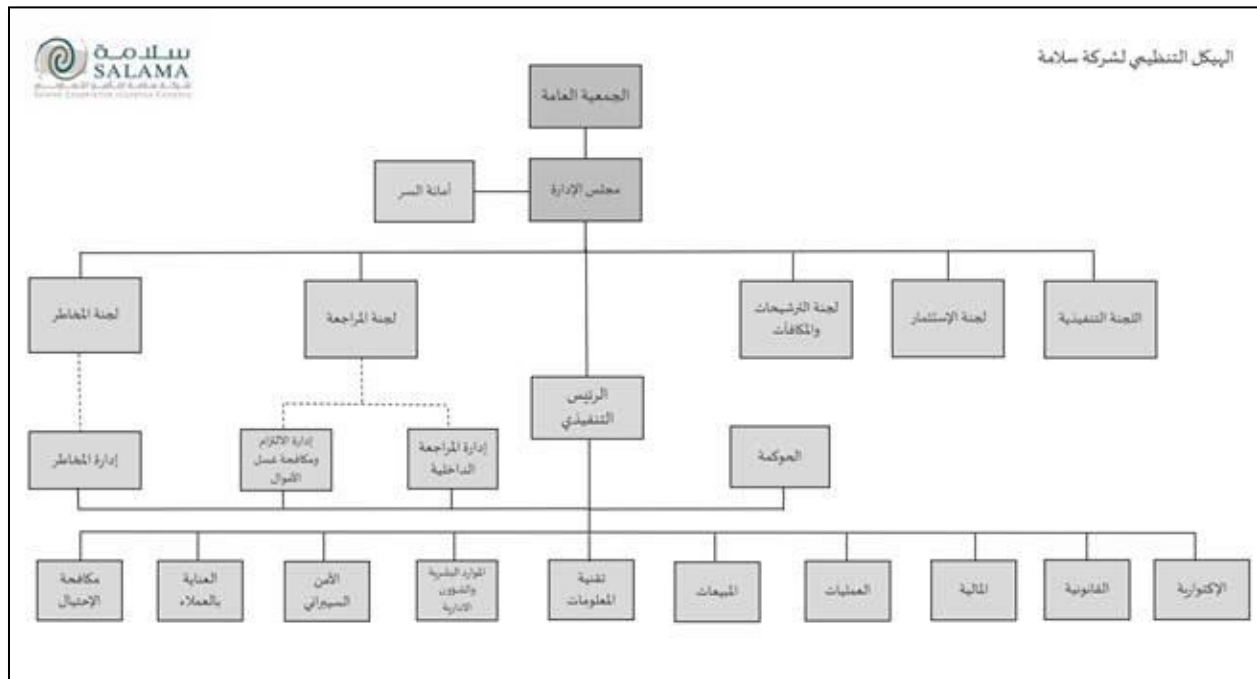 الهيكل التنظيمي لشركة سلامة
سلامة
SALAMA
الجمعية العامة
مجلس الإدارة
أمانة السر
اللجنة التنفيذية
لجنة الإستثمار
لجنة الترشيحات
والمكافآت
لجنة المراجعة
لجنة المخاطر
الرئيس
التنفيذي
الحوكمة
إدارة المراجعة
الداخلية
إدارة الالتزام
ومكافحة غسل
الأموال
إدارة المخاطر
الإكتوارية
القانونية
المالية
العمليات
المبيعات
تقنية
المعلومات
الموارد البشرية
والشؤون
الادارية
الأمن
السيبراني
العناية
بالعملاء
مكافحة
الإحتيال